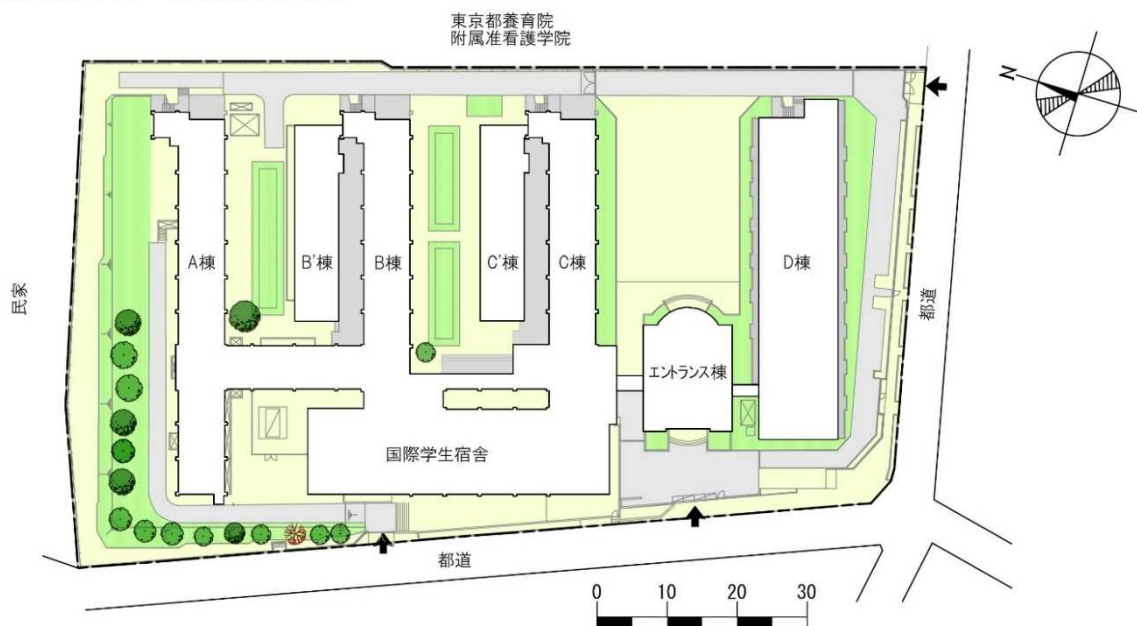 東京都養育院
附属准看護学院
N
民家
A棟
B'棟
B棟
C'棟
C棟
D棟
都道
エントランス棟
国際学生宿舎
都道
0 10 20 30